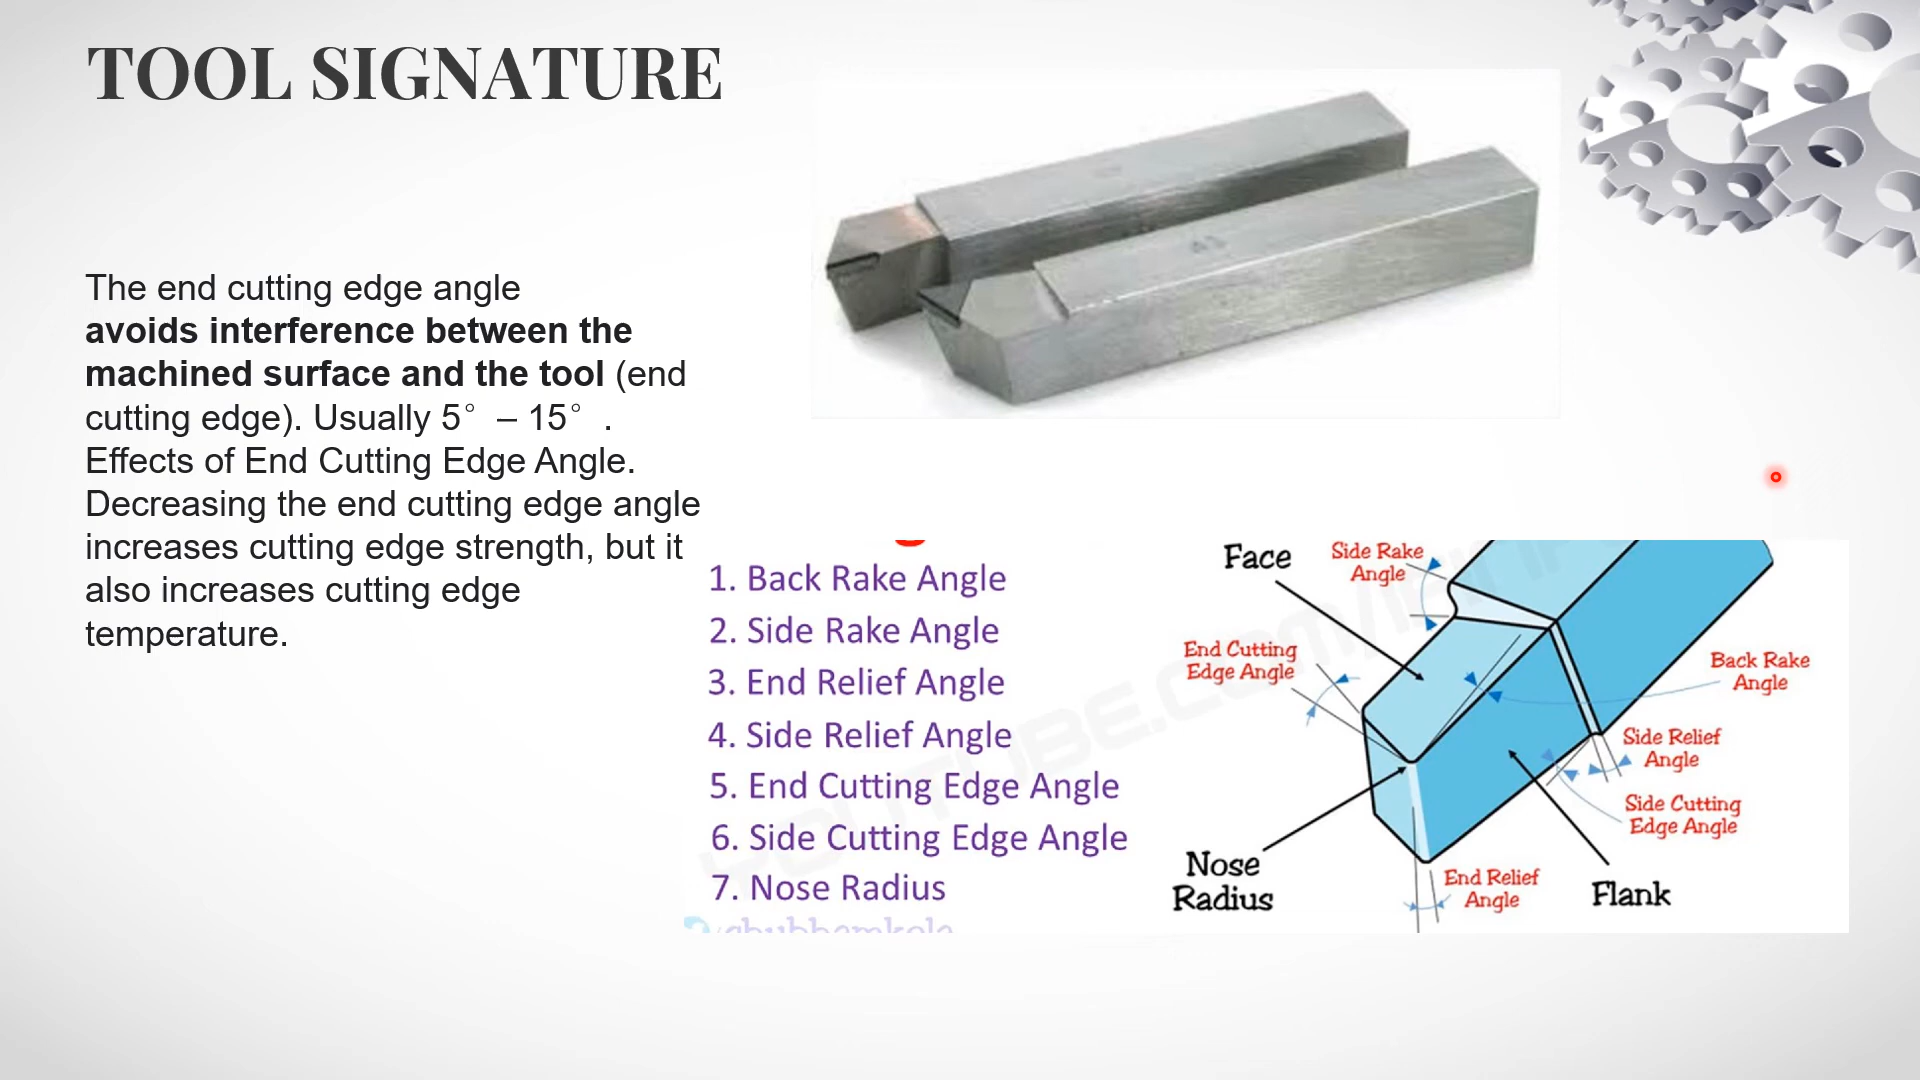 TOOL SIGNATURE
The end cutting edge angle
avoids interference between the
machined surface and the tool (end
cutting edge). Usually 5° – 15° .
Effects of End Cutting Edge Angle.
Decreasing the end cutting edge angle
increases cutting edge strength, but it
also increases cutting edge
temperature.
1. Back Rake Angle
2. Side Rake Angle
3. End Relief Angle
4. Side Relief Angle
5. End Cutting Edge Angle
6. Side Cutting Edge Angle
7. Nose Radius
Face
Side Rake
Angle
End Cutting
Edge Angle
Back Rake
Angle
Side Relief
Angle
Side Cutting
Edge Angle
Nose
Radius
End Relief
Angle
Flank